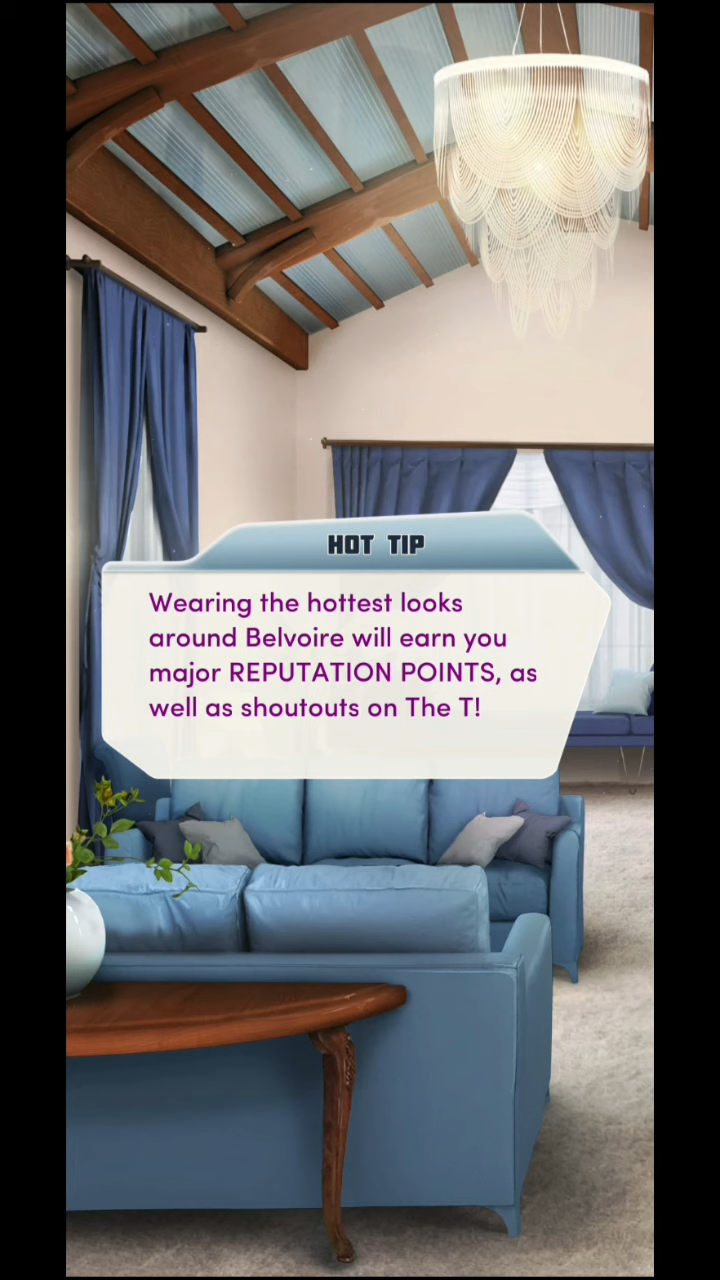 HOT TIP
Wearing the hottest looks
around Belvoire will earn you
major REPUTATION POINTS, as
well as shoutouts on The T!